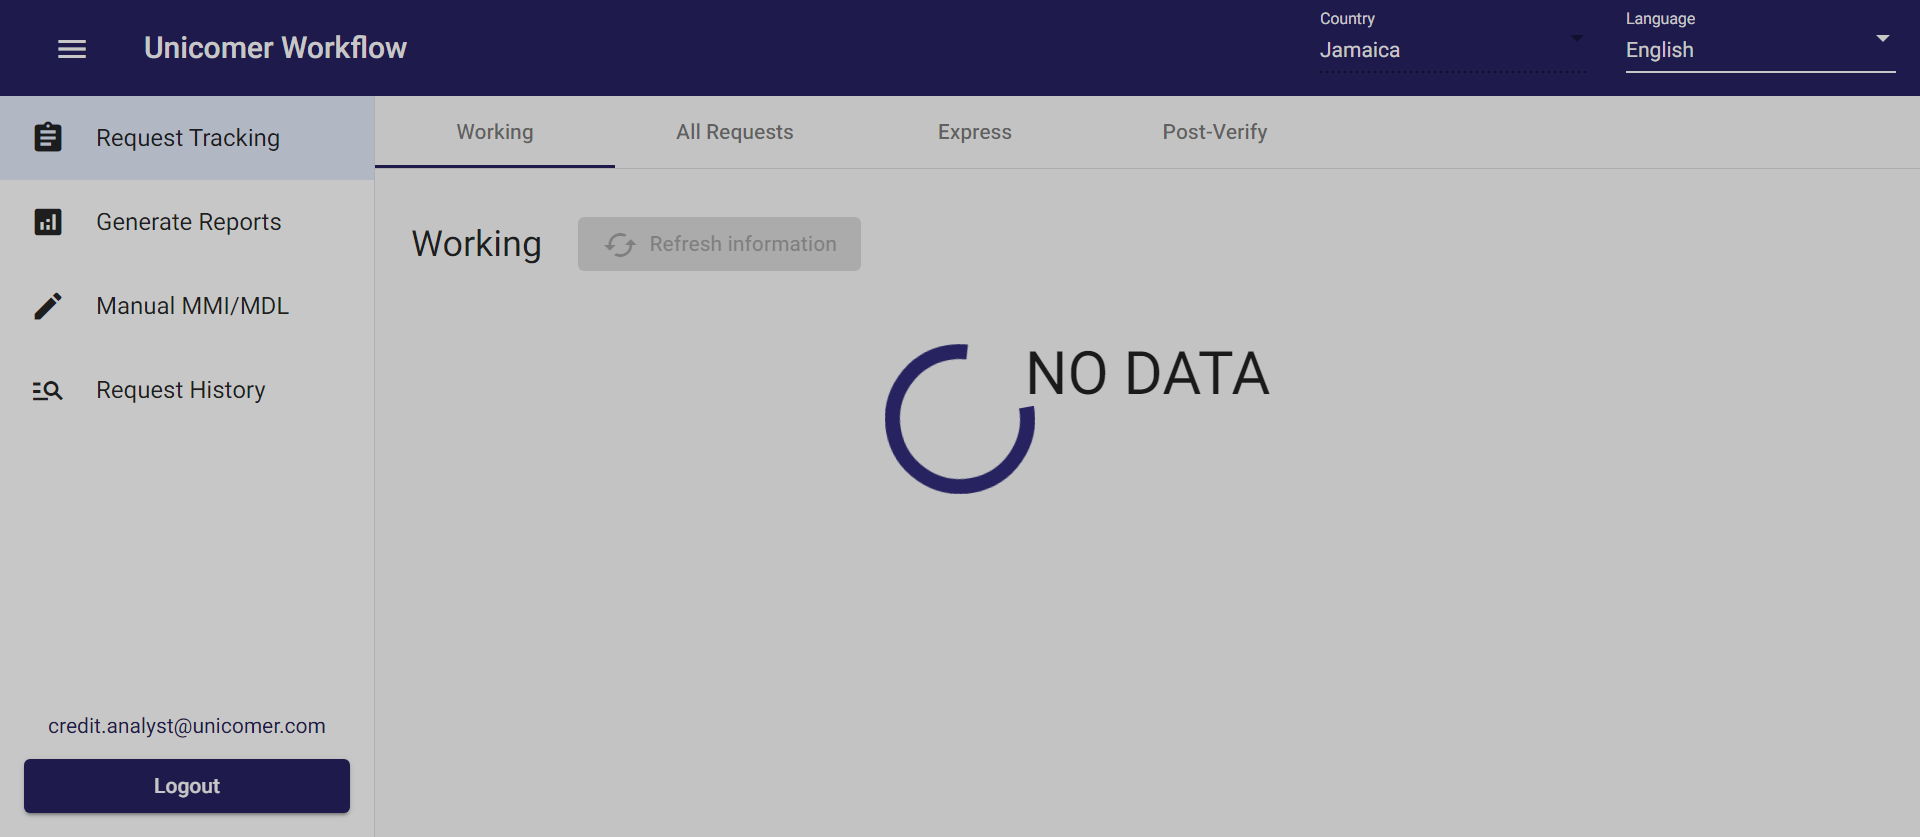 Unicomer Workflow
Country
Jamaica
Language
English
Request Tracking
Generate Reports
Manual MMI/MDL
Request History
credit.analyst@unicomer.com
Logout
Working
All Requests
Express
Post-Verify
Working
Refresh information
NO DATA